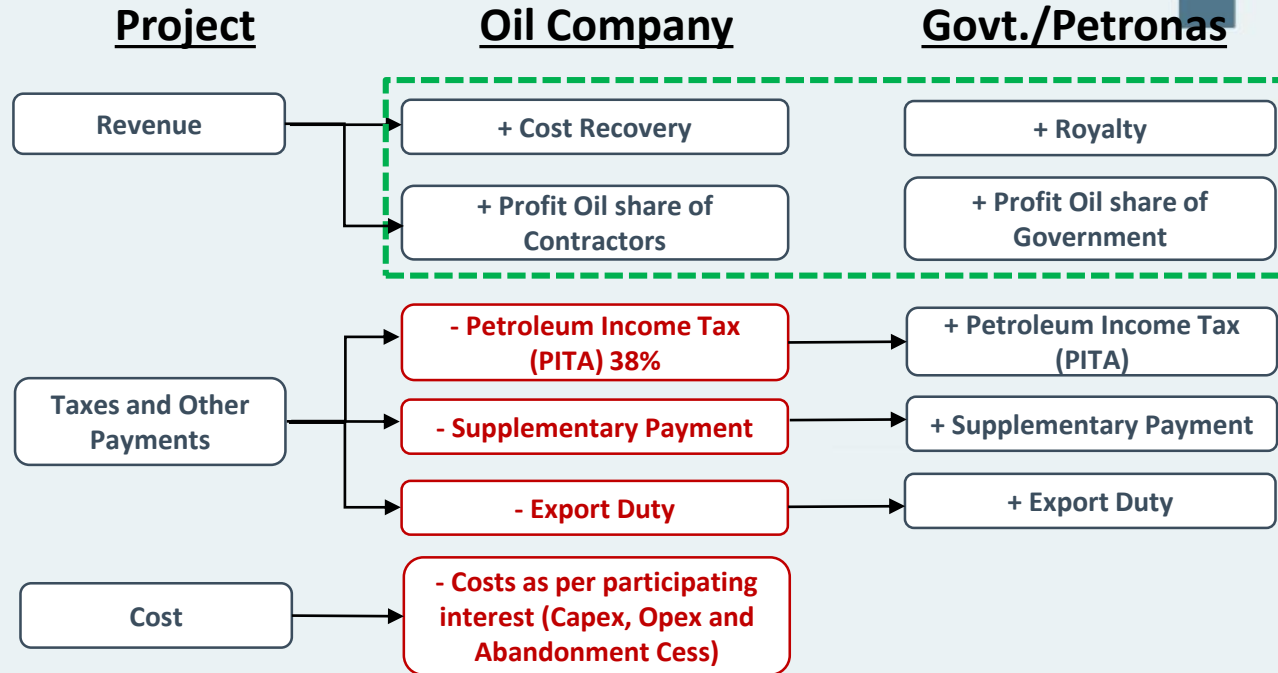 Project
Oil Company
Govt./Petronas
Revenue
+ Cost Recovery
+ Royalty
+ Profit Oil share of
Contractors
+ Profit Oil share of
Government
Taxes and Other
Payments
- Petroleum Income Tax
(PITA) 38%
+ Petroleum Income Tax
(PITA)
- Supplementary Payment
+ Supplementary Payment
- Export Duty
+ Export Duty
Cost
- Costs as per participating
interest (Capex, Opex and
Abandonment Cess)